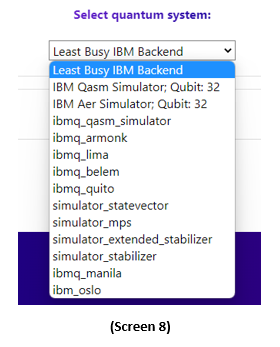 Select quantum system:
Least Busy IBM Backend
Least Busy IBM Backend
IBM Qasm Simulator; Qubit: 32
IBM Aer Simulator; Qubit: 32
ibmq_qasm_simulator
ibmq_armonk
ibmq_lima
ibmq_belem
ibmq_quito
simulator_statevector
simulator_mps
simulator_extended_stabilizer
simulator_stabilizer
ibmq_manila
ibm_oslo
(Screen 8)